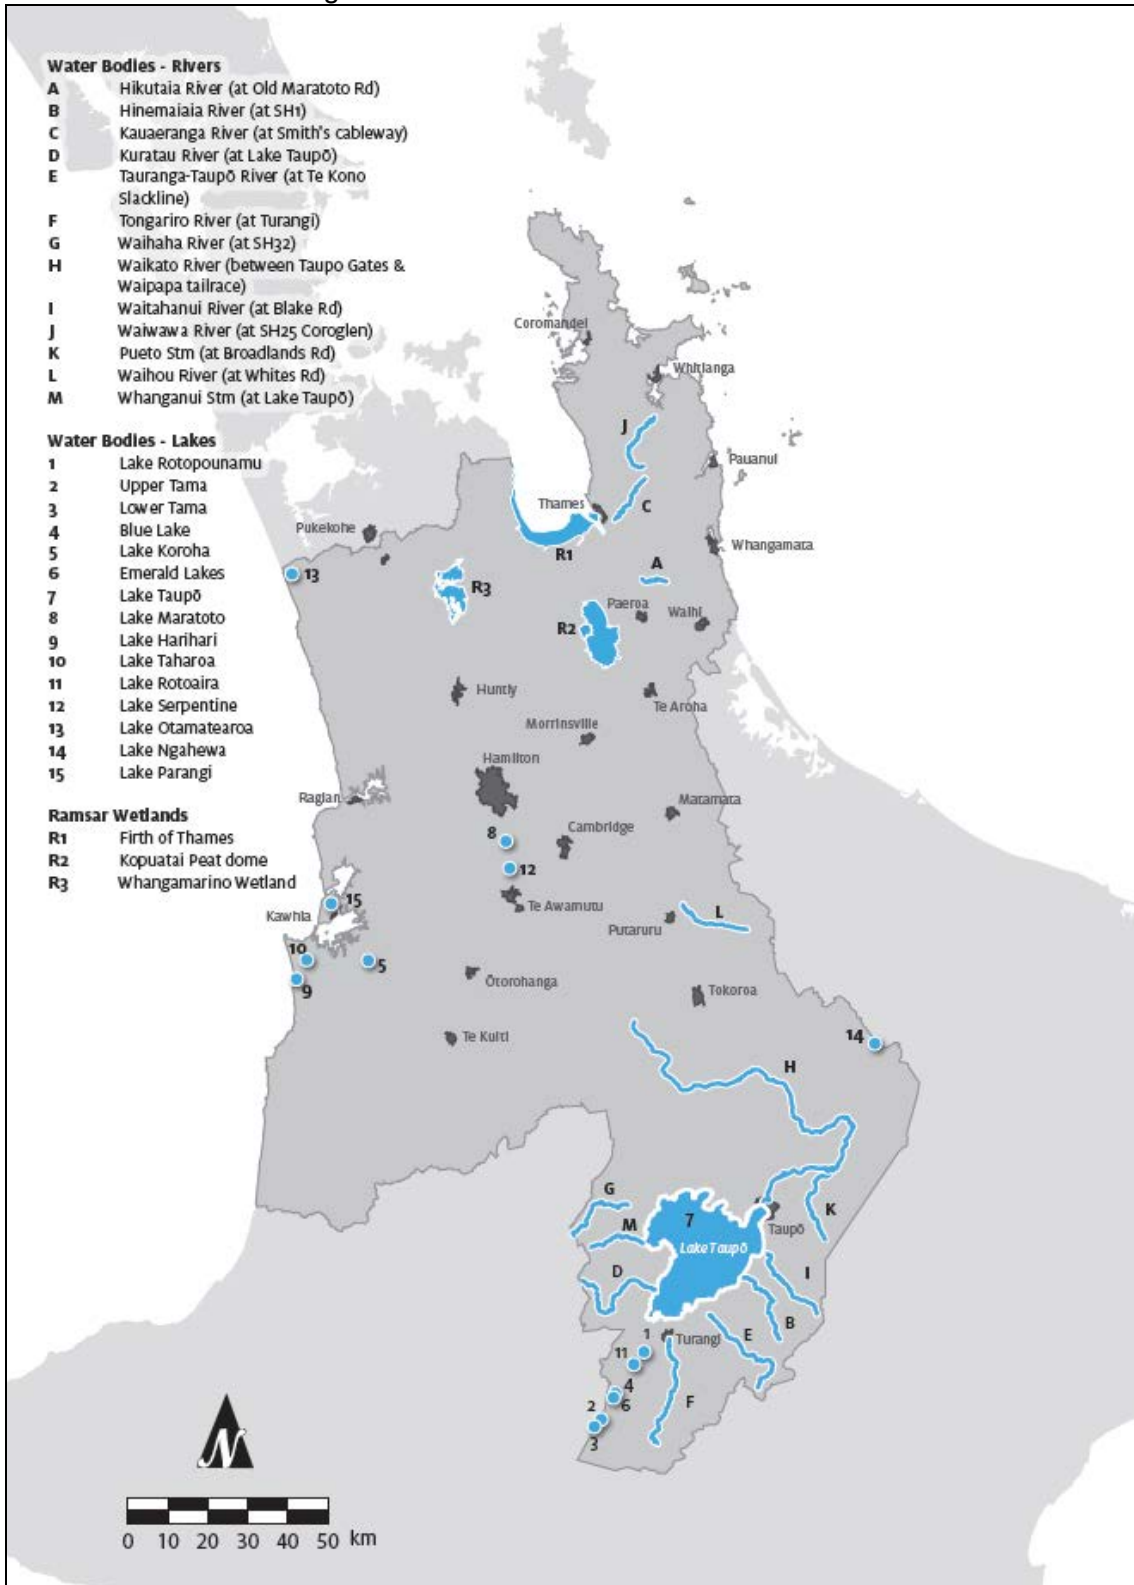 Water Bodies - Rivers
A Hikutaia River (at Old Maratoto Rd)
B Hinemaiaia River (at SH1)
C Kauaeranga River (at Smith's cableway)
D Kuratau River (at Lake Taupō)
E Tauranga-Taupō River (at Te Kono
Slackline)
F Tongariro River (at Turangi)
G Waihaha River (at SH32)
H Waikato River (between Taupo Gates &
Waipapa tailrace)
I Waitahanui River (at Blake Rd)
J Waiwawa River (at SH25 Coroglen)
K Pueto Stm (at Broadlands Rd)
L Waihou River (at Whites Rd)
M Whanganui Stm (at Lake Taupō)
Water Bodies - Lakes
1 Lake Rotopounamu
2 Upper Tama
3 Lower Tama
4 Blue Lake
5 Lake Koroha
6 Emerald Lakes
7 Lake Taupō
8 Lake Maratoto
9 Lake Harihari
10 Lake Taharoa
11 Lake Rotoaira
12 Lake Serpentine
13 Lake Otamatearoa
14 Lake Ngahewa
15 Lake Parangi
Ramsar Wetlands
R1 Firth of Thames
R2 Kopuatai Peat dome
R3 Whangamarino Wetland
Coromandel
Whitianga
J
Pauanui
Thames
C
Pukekohe
Whangamata
R1
A
13
R3
Paeroa
Waihi
R2
Huntly
Te Aroha
Morrinsville
Hamilton
Raglan
Matamata
8
Cambridge
12
15
Te Awamutu
Kawhia
L
Putaruru
10
5
9
Ōtorohanga
Tokoroa
Te Kuiti
14
H
G
7
K
M
Taupō
Lake Taupō
D
I
B
1
Turangi
E
11
4
6
F
2
3
N
0 10 20 30 40 50 km